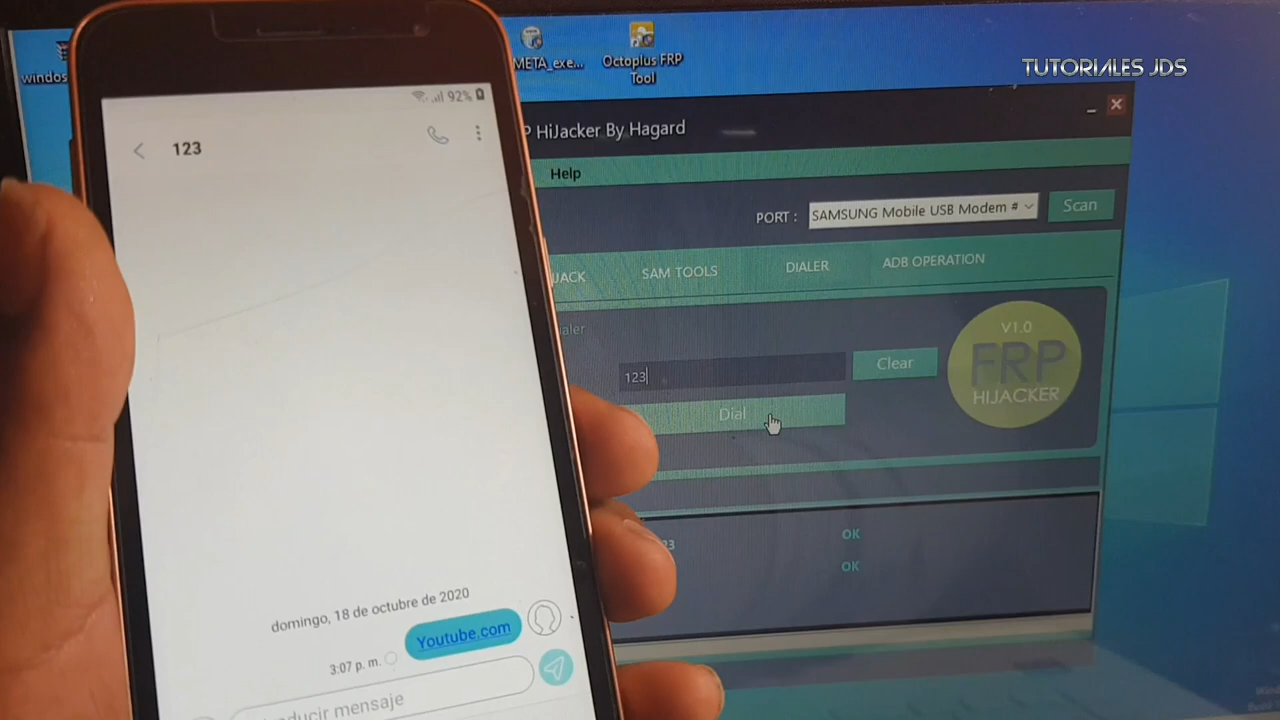 windos
META_exe...
Octoplus FRP
Tool
TUTORIALES JDS
92%
123
HiJacker By Hagard
Help
PORT :
SAMSUNG Mobile USB Modem #
Scan
JACK
SAM TOOLS
DIALER
ADB OPERATION
aler
123
Clear
Dial
V1.0
FRP
HIJACKER
23
OK
OK
domingo, 18 de octubre de 2020
Youtube.com
3:07 p. m.
ducir mensaje